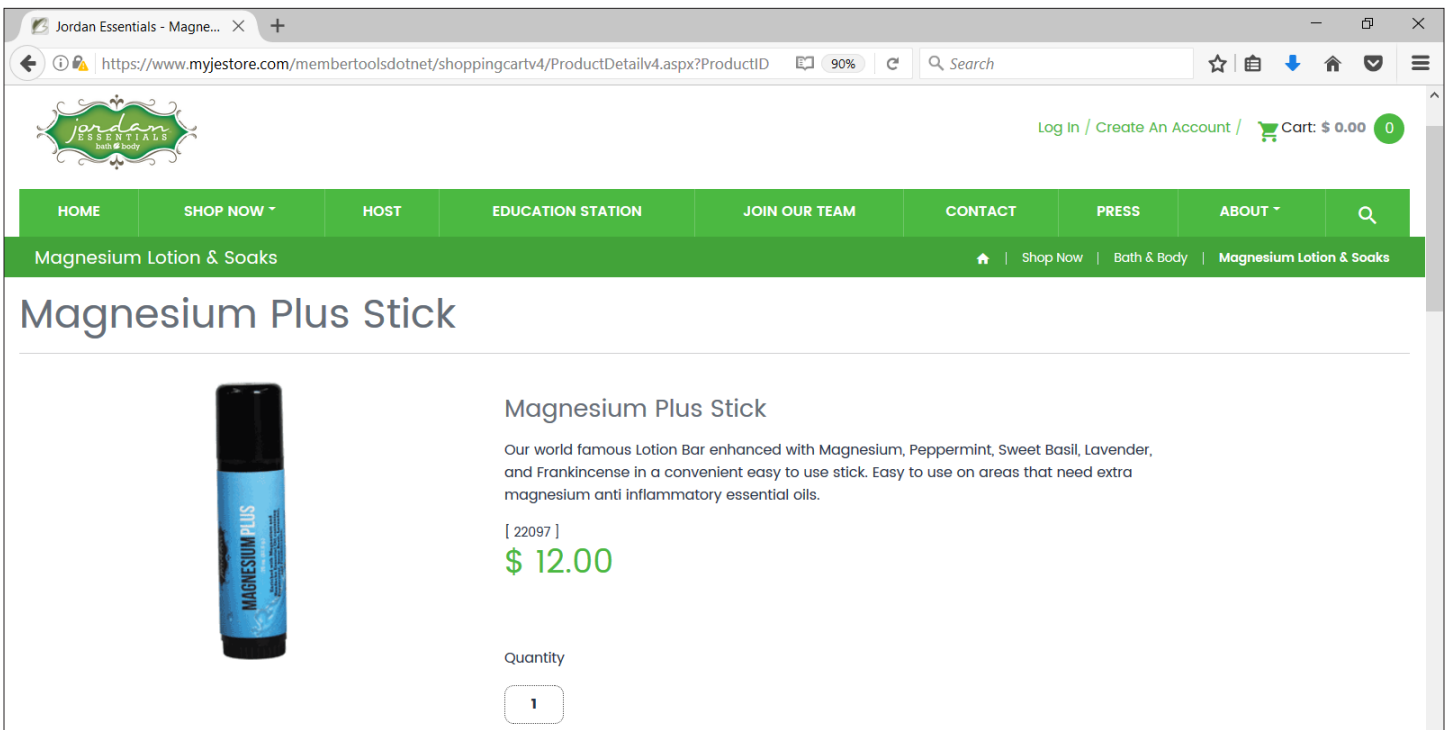 Jordan Essentials - Magne...
https://www.myjestore.com/membertoolsdotnet/shoppingcartv4/ProductDetailv4.aspx?ProductID
90%
Search
jordan
ESSENTIALS
bath & body
Log In / Create An Account /
Cart: $ 0.00
0
HOME
SHOP NOW
HOST
EDUCATION STATION
JOIN OUR TEAM
CONTACT
PRESS
ABOUT
Magnesium Lotion & Soaks
| Shop Now | Bath & Body | Magnesium Lotion & Soaks
Magnesium Plus Stick
MAGNESIUM PLUS
Magnesium Plus Stick
Our world famous Lotion Bar enhanced with Magnesium, Peppermint, Sweet Basil, Lavender,
and Frankincense in a convenient easy to use stick. Easy to use on areas that need extra
magnesium anti inflammatory essential oils.
[ 22097 ]
$ 12.00
Quantity
1